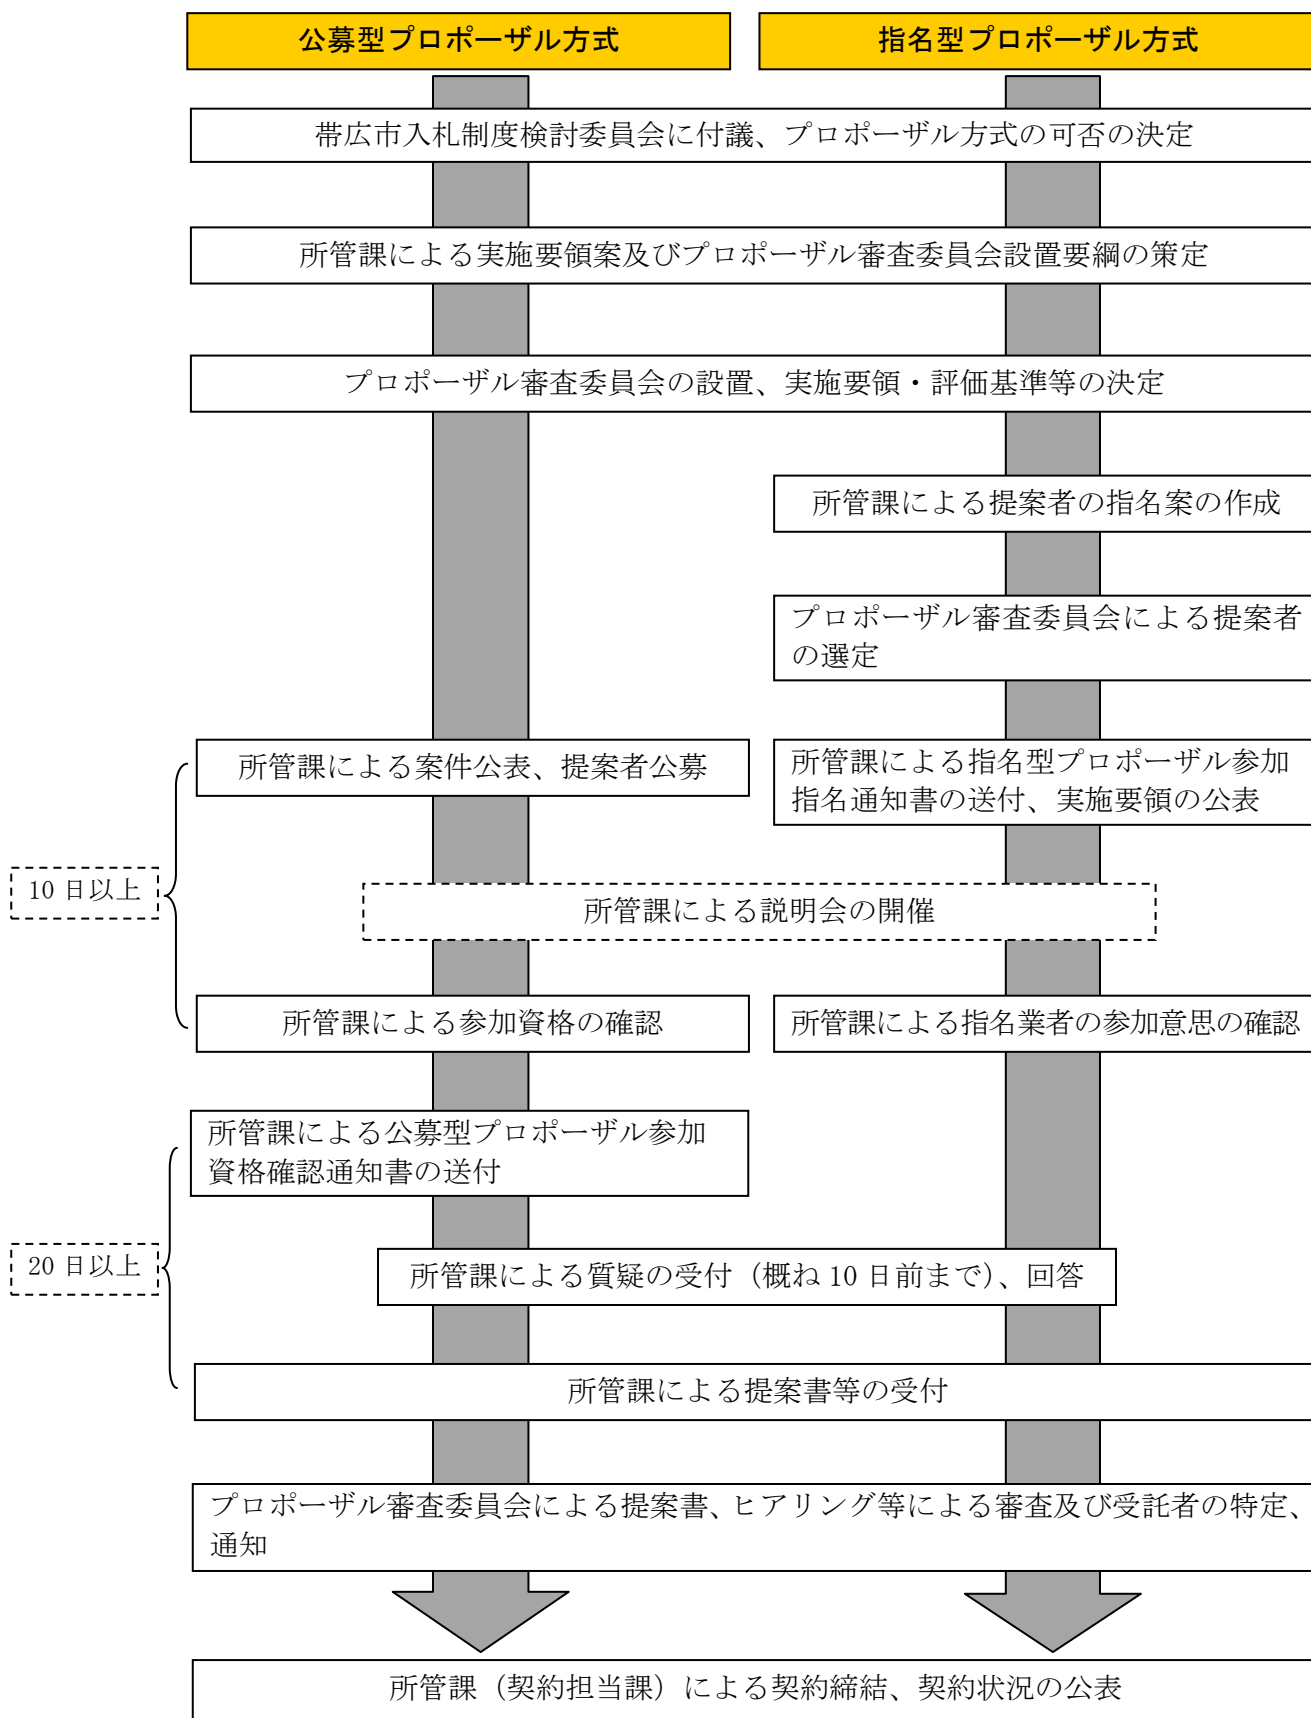 公募型プロポーザル方式
指名型プロポーザル方式
帯広市入札制度検討委員会に付議、プロポーザル方式の可否の決定
所管課による実施要領案及びプロポーザル審査委員会設置要綱の策定
プロポーザル審査委員会の設置、実施要領・評価基準等の決定
所管課による提案者の指名案の作成
プロポーザル審査委員会による提案者
の選定
所管課による案件公表、提案者公募
所管課による指名型プロポーザル参加
指名通知書の送付、実施要領の公表
10 日以上
所管課による説明会の開催
所管課による参加資格の確認
所管課による指名業者の参加意思の確認
所管課による公募型プロポーザル参加
資格確認通知書の送付
20 日以上
所管課による質疑の受付（概ね 10 日前まで）、回答
所管課による提案書等の受付
プロポーザル審査委員会による提案書、ヒアリング等による審査及び受託者の特定、
通知
所管課（契約担当課）による契約締結、契約状況の公表